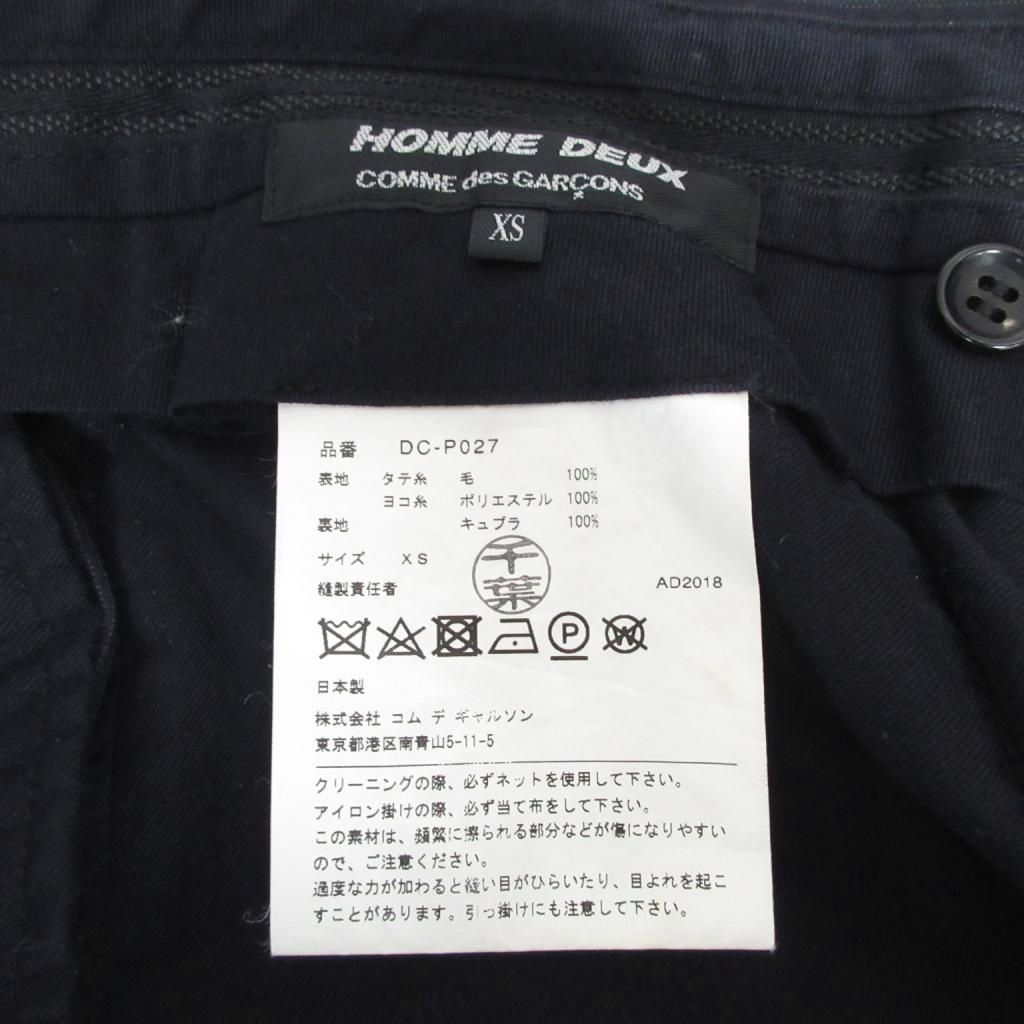 HOMME DEUX
COMME des GARÇONS
XS
品番 DC-P027
表地 タテ糸 毛 100%
ヨコ糸 ポリエステル 100%
裏地 キュプラ 100%
サイズ XS
千葉
縫製責任者 AD2018
P W
日本製
株式会社 コム デ ギャルソン
東京都港区南青山5-11-5
クリーニングの際、必ずネットを使用して下さい。
アイロン掛けの際、必ず当て布をして下さい。
この素材は、頻繁に擦られる部分などが傷になりやすい
ので、ご注意ください。
過度な力が加わると縫い目がひらいたり、目よれを起こ
すことがあります。引っ掛けにも注意して下さい。